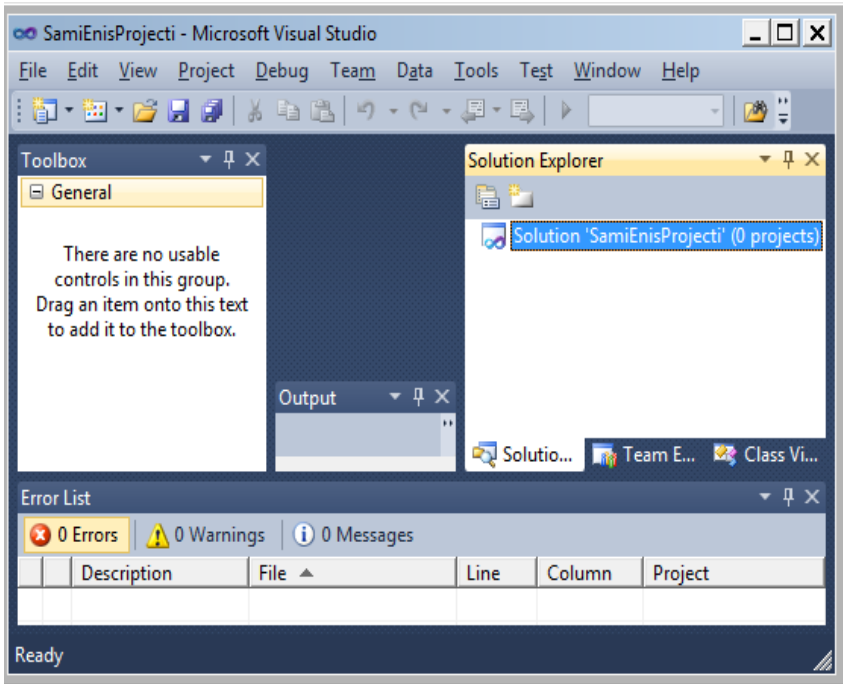 SamiEnisProjecti - Microsoft Visual Studio
File Edit View Project Debug Team Data Tools Test Window Help
Toolbox
General
There are no usable
controls in this group.
Drag an item onto this text
to add it to the toolbox.
Output
Solution Explorer
Solution 'SamiEnisProjecti' (0 projects)
Solutio... Team E... Class Vi...
Error List
0 Errors 0 Warnings 0 Messages
Description File Line Column Project
Ready